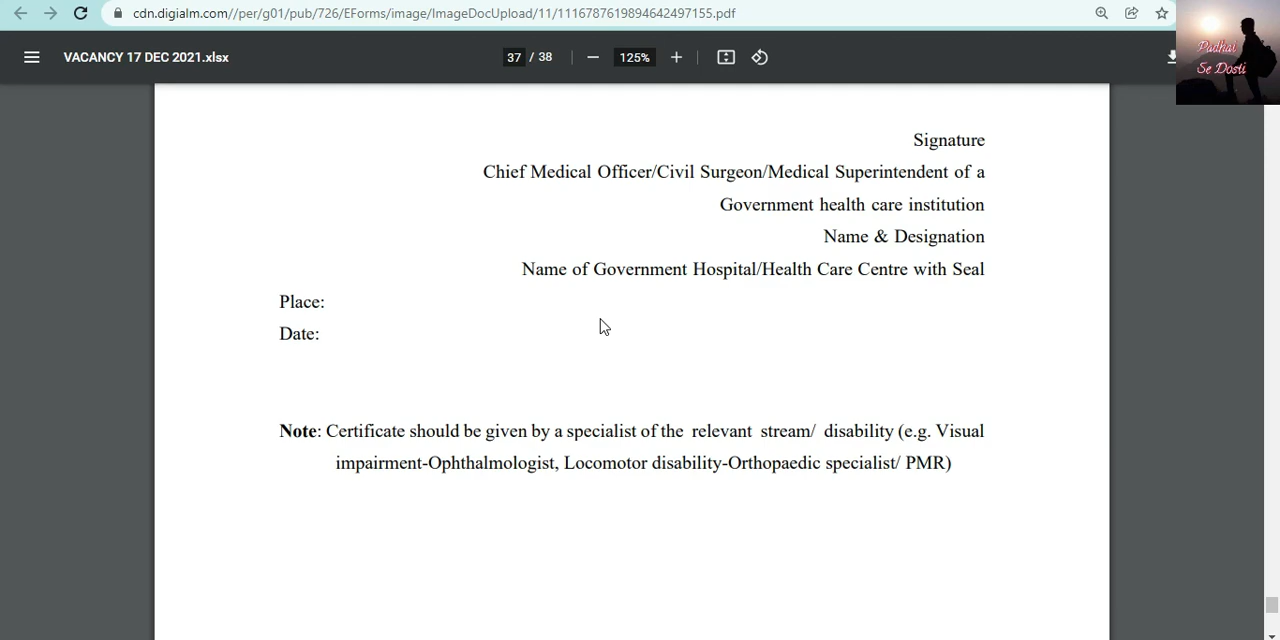 cdn.digialm.com//per/g01/pub/726/EForms/image/ImageDocUpload/11/1116787619894642497155.pdf
VACANCY 17 DEC 2021.xlsx
37 / 38
125%
Padhai
Se Dosti
Signature
Chief Medical Officer/Civil Surgeon/Medical Superintendent of a
Government health care institution
Name & Designation
Name of Government Hospital/Health Care Centre with Seal
Place:
Date:
Note: Certificate should be given by a specialist of the relevant stream/ disability (e.g. Visual
impairment-Ophthalmologist, Locomotor disability-Orthopaedic specialist/ PMR)